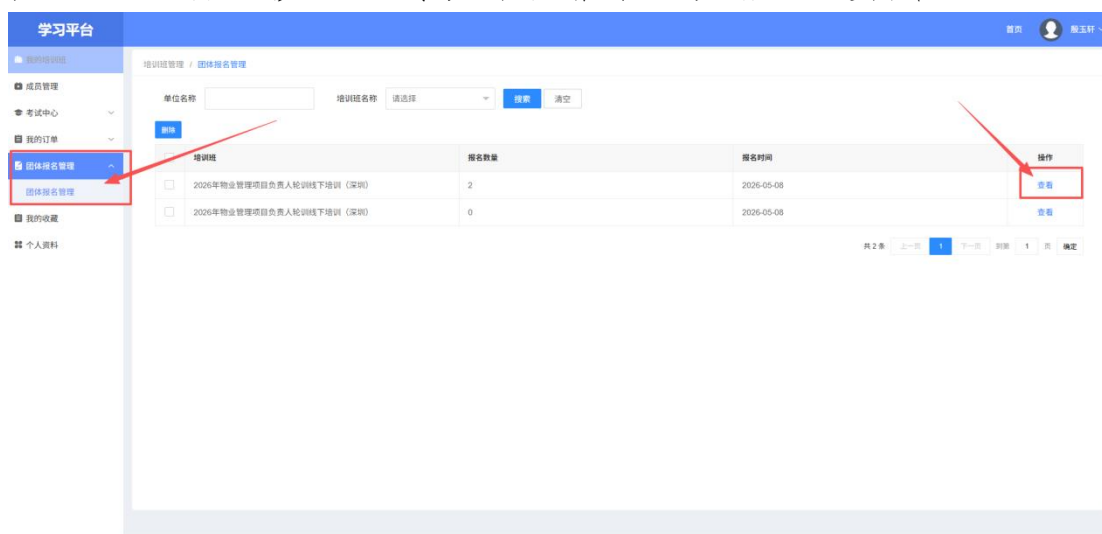 学习平台
首页
殷玉轩
我的培训班
成员管理
考试中心
我的订单
团体报名管理
团体报名管理
我的收藏
个人资料
培训班管理 / 团体报名管理
单位名称 培训班名称 请选择 搜索 清空
删除
培训班 报名数量 报名时间 操作
2026年物业管理项目负责人轮训线下培训（深圳） 2 2026-05-08 查看
2026年物业管理项目负责人轮训线下培训（深圳） 0 2026-05-08 查看
共 2 条 上一页 1 下一页 到第 1 页 确定